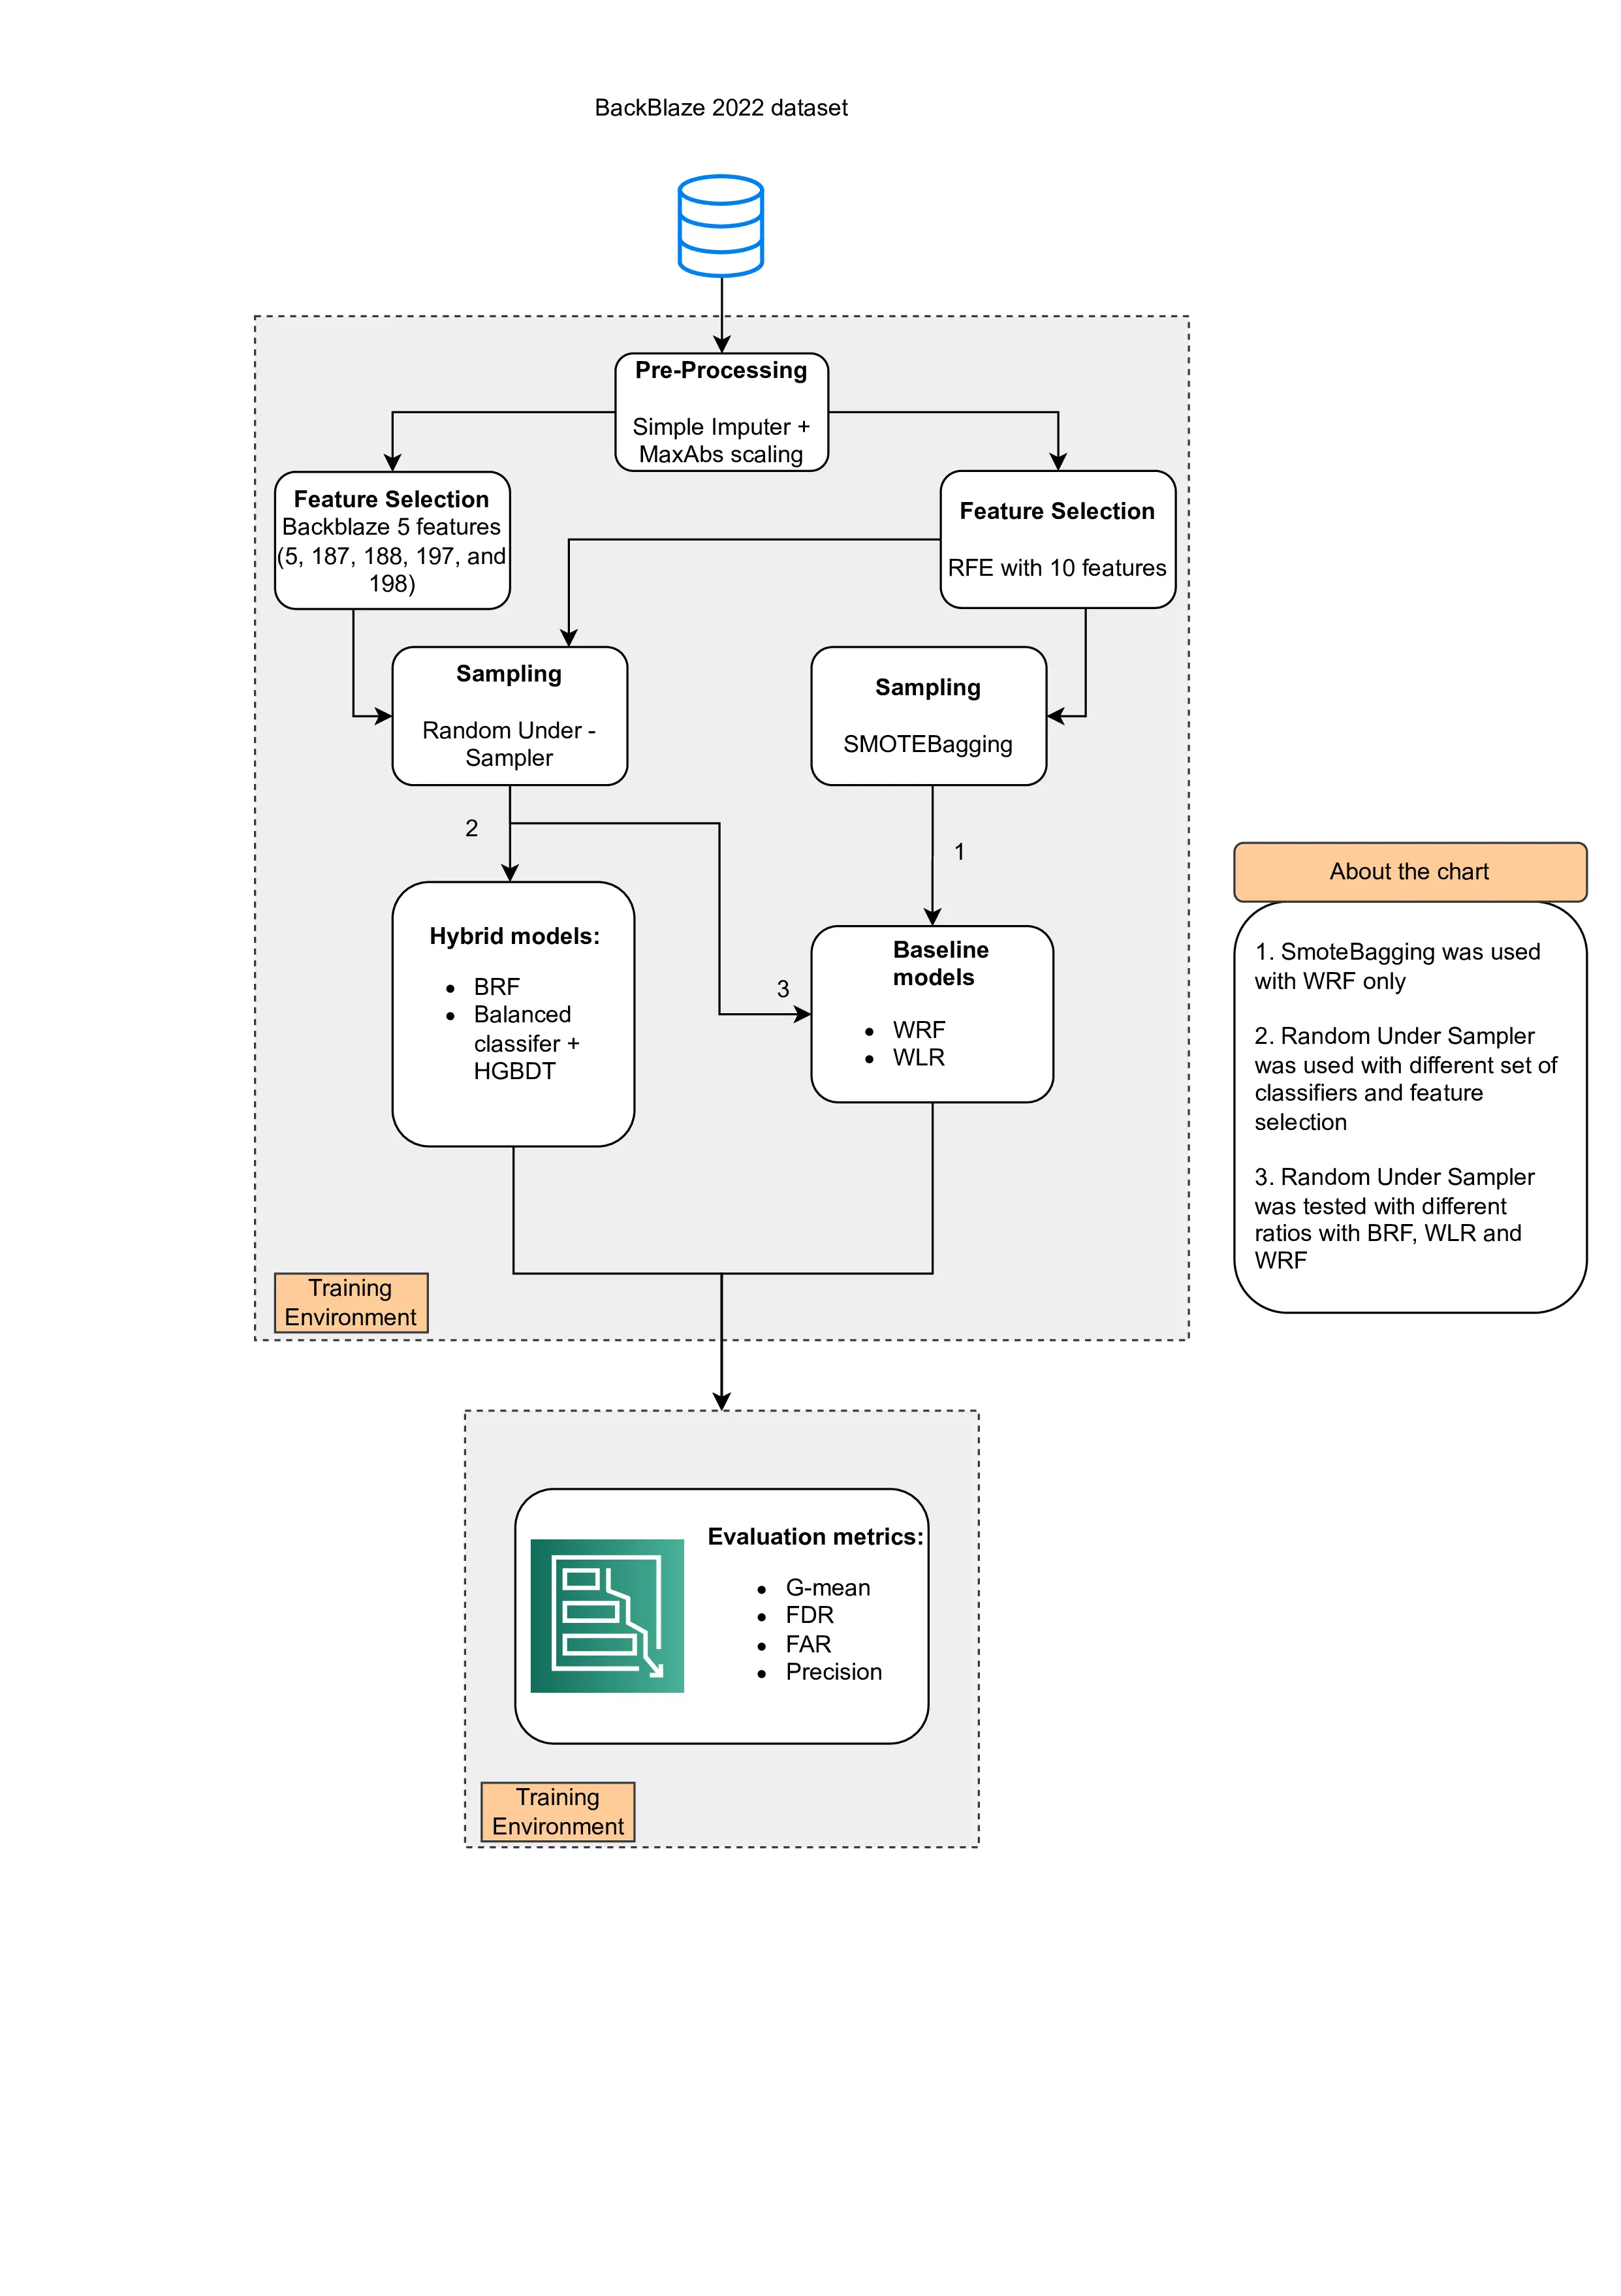 BackBlaze 2022 dataset
Pre-Processing
Simple Imputer +
MaxAbs scaling
Feature Selection
Backblaze 5 features
(5, 187, 188, 197, and
198)
Feature Selection
RFE with 10 features
Sampling
Random Under -
Sampler
Sampling
SMOTEBagging
2
1
Hybrid models:
• BRF
• Balanced
classifer +
HGBDT
3
Baseline
models
• WRF
• WLR
About the chart
1. SmoteBagging was used
with WRF only
2. Random Under Sampler
was used with different set of
classifiers and feature
selection
3. Random Under Sampler
was tested with different
ratios with BRF, WLR and
WRF
Training
Environment
Evaluation metrics:
• G-mean
• FDR
• FAR
• Precision
Training
Environment